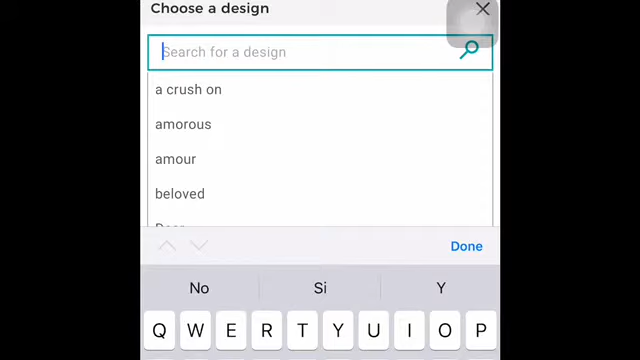 Choose a design
Search for a design
a crush on
amorous
amour
beloved
Done
No Si Y
Q W E R T Y U I O P